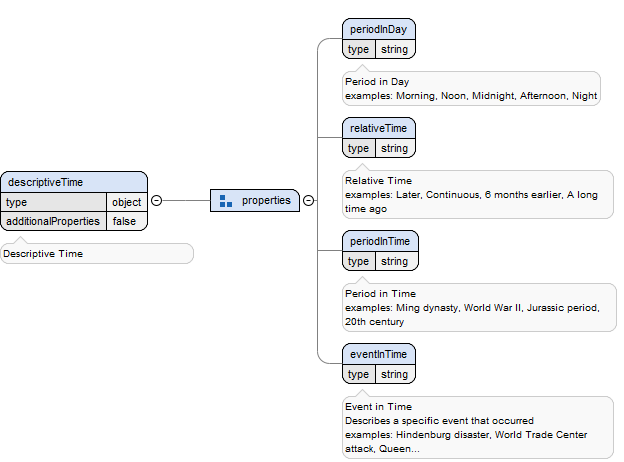 periodInDay
type string
Period in Day
examples: Morning, Noon, Midnight, Afternoon, Night
relativeTime
type string
Relative Time
examples: Later, Continuous, 6 months earlier, A long
time ago
descriptiveTime
type object
additionalProperties false
Descriptive Time
properties
periodInTime
type string
Period in Time
examples: Ming dynasty, World War II, Jurassic period,
20th century
eventInTime
type string
Event in Time
Describes a specific event that occurred
examples: Hindenburg disaster, World Trade Center
attack, Queen...